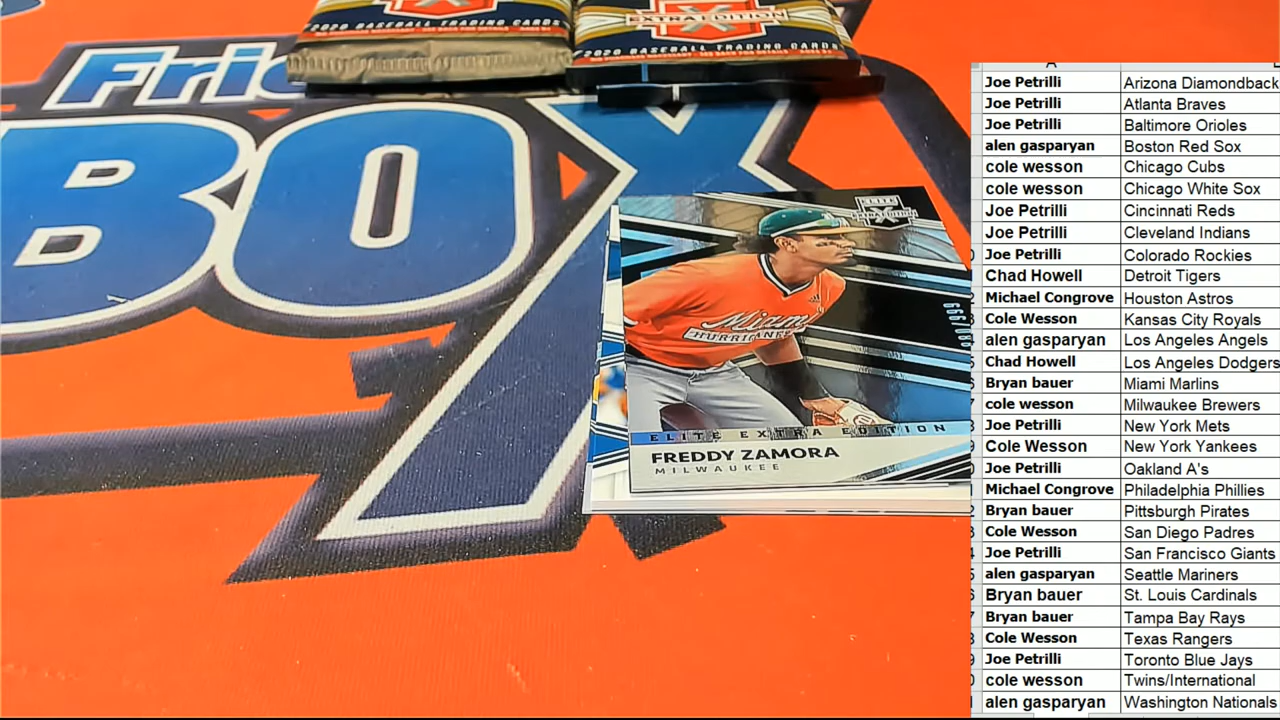 EXTRA EDITION
X
2020 BASEBALL TRADING CARDS
2020 BASEBALL TRADING CARDS
BOX
EXTRA EDITION
Miami
HURRICANES
ELITE EXTRA EDITION
FREDDY ZAMORA
MILWAUKEE
A
Joe Petrilli Arizona Diamondback
Joe Petrilli Atlanta Braves
Joe Petrilli Baltimore Orioles
alen gasparyan Boston Red Sox
cole wesson Chicago Cubs
cole wesson Chicago White Sox
Joe Petrilli Cincinnati Reds
Joe Petrilli Cleveland Indians
Joe Petrilli Colorado Rockies
Chad Howell Detroit Tigers
Michael Congrove Houston Astros
Cole Wesson Kansas City Royals
alen gasparyan Los Angeles Angels
Chad Howell Los Angeles Dodgers
Bryan bauer Miami Marlins
cole wesson Milwaukee Brewers
Joe Petrilli New York Mets
Cole Wesson New York Yankees
Joe Petrilli Oakland A's
Michael Congrove Philadelphia Phillies
Bryan bauer Pittsburgh Pirates
Cole Wesson San Diego Padres
Joe Petrilli San Francisco Giants
alen gasparyan Seattle Mariners
Bryan bauer St. Louis Cardinals
Bryan bauer Tampa Bay Rays
Cole Wesson Texas Rangers
Joe Petrilli Toronto Blue Jays
cole wesson Twins/International
alen gasparyan Washington Nationals